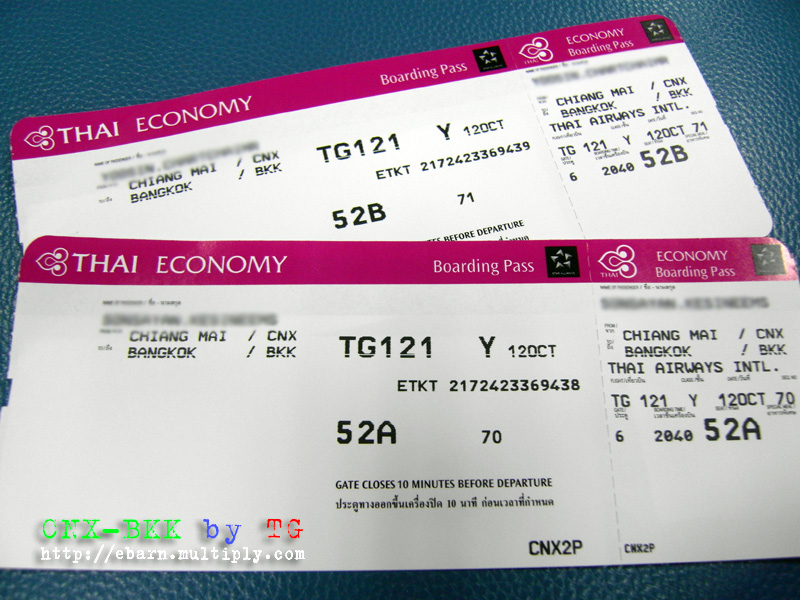 THAI ECONOMY
Boarding Pass
CHIANG MAI / CNX
BANGKOK / BKK
TG121 Y 12OCT
ETKT 2172423369439
52B 71
MINUTES BEFORE DEPARTURE
ECONOMY
Boarding Pass
CHIANG MAI / CNX
BANGKOK / BKK
THAI AIRWAYS INTL.
TG 121 Y 12OCT 71
6 2040 52B
THAI ECONOMY
Boarding Pass
CHIANG MAI / CNX
BANGKOK / BKK
TG121 Y 12OCT
ETKT 2172423369438
52A 70
GATE CLOSES 10 MINUTES BEFORE DEPARTURE
ประตูทางออกขึ้นเครื่องปิด 10 นาที ก่อนเวลาที่กำหนด
CNX2P
THAI
ECONOMY
Boarding Pass
CHIANG MAI / CNX
BANGKOK / BKK
THAI AIRWAYS INTL.
TG 121 Y 12OCT 70
6 2040 52A
CNX2P
CNX-BKK by TG
http://ebarn.multiply.com